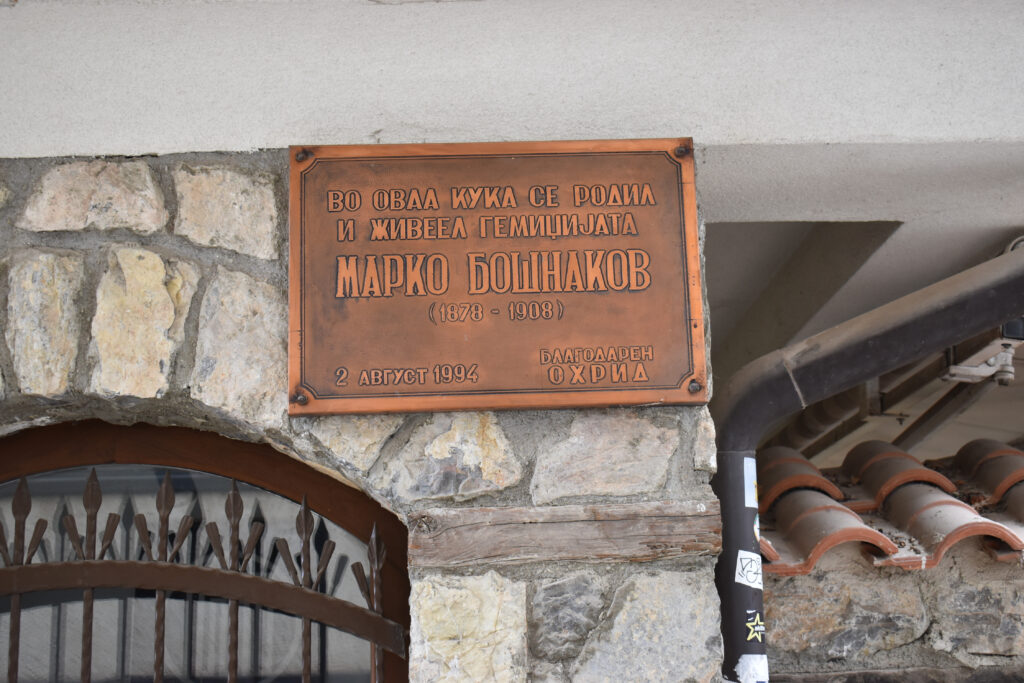 ВО ОВАА КУКА СЕ РОДИЛ
И ЖИВЕЕЛ ГЕМИЏИЈАТА
МАРКО БОШНАКОВ
(1878 - 1908)
2 АВГУСТ 1994
БЛАГОДАРЕН
ОХРИД